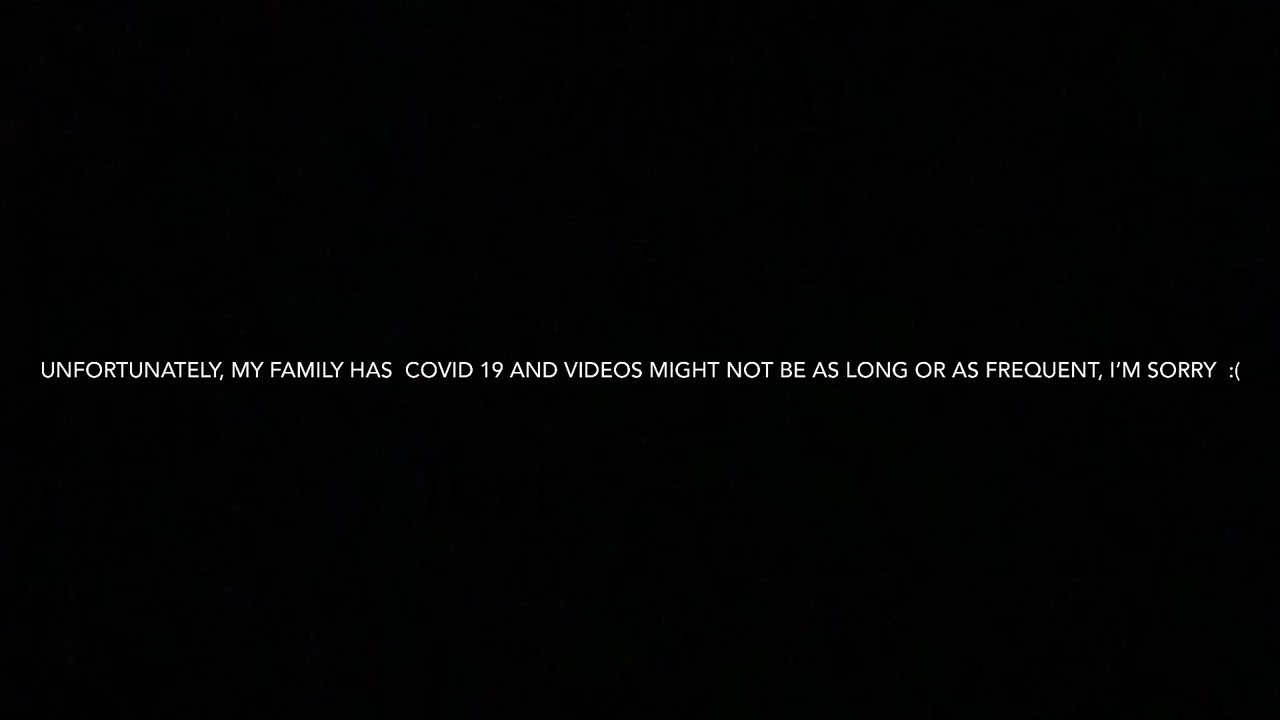 UNFORTUNATELY, MY FAMILY HAS  COVID 19 AND VIDEOS MIGHT NOT BE AS LONG OR AS FREQUENT, I’M SORRY  :(